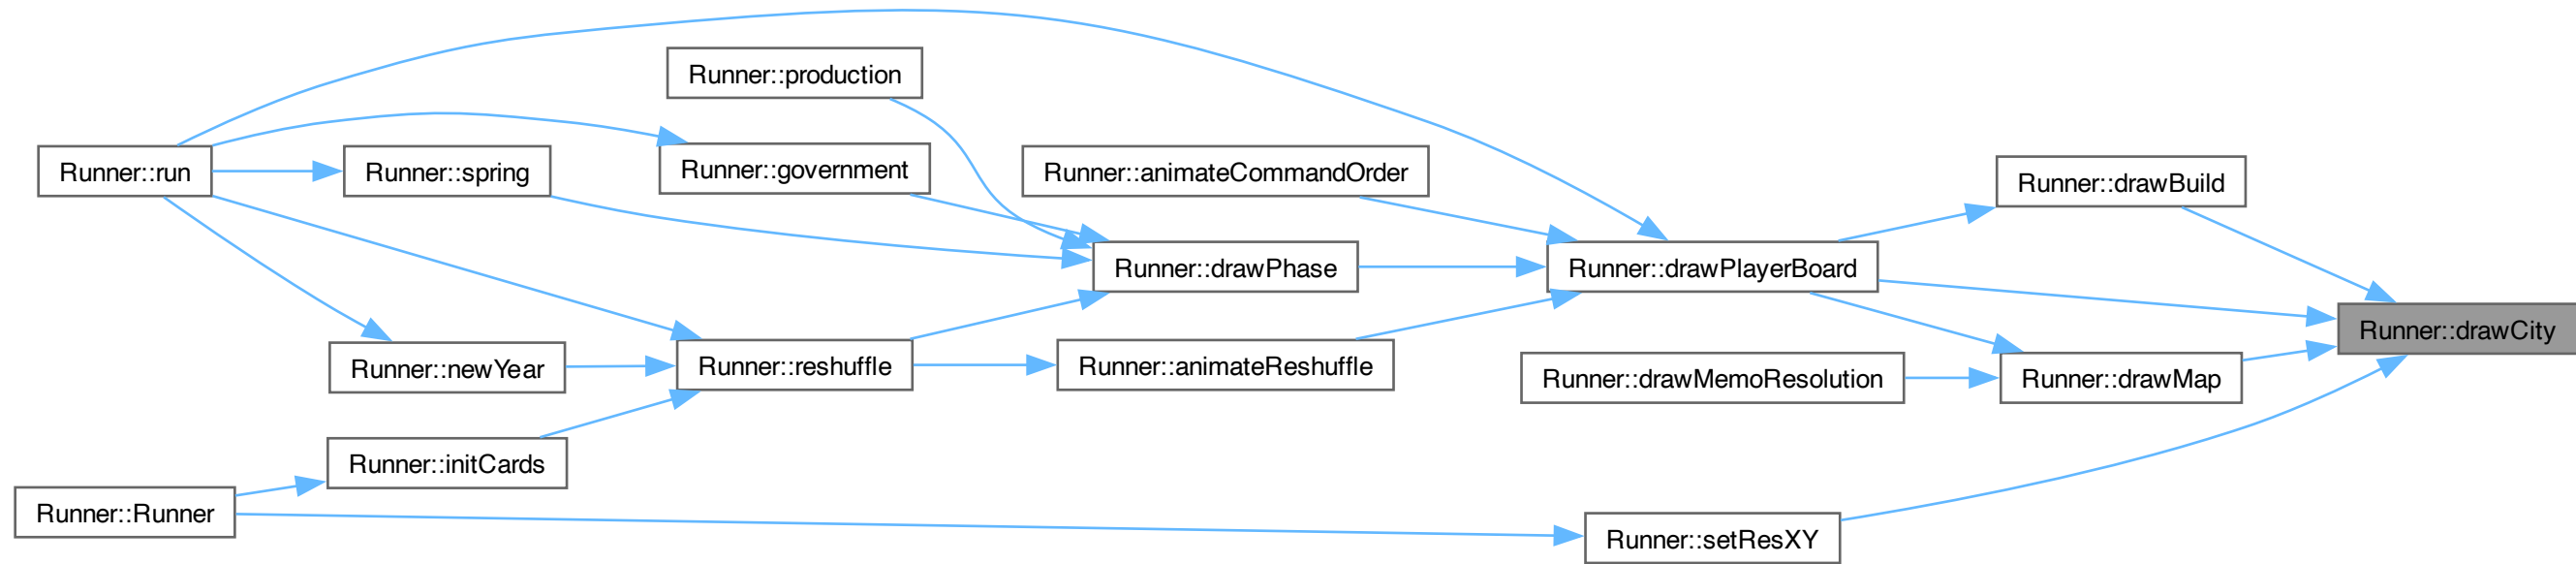 Runner::production
Runner::run
Runner::spring
Runner::government
Runner::animateCommandOrder
Runner::drawBuild
Runner::drawPhase
Runner::drawPlayerBoard
Runner::drawCity
Runner::newYear
Runner::reshuffle
Runner::animateReshuffle
Runner::drawMemoResolution
Runner::drawMap
Runner::initCards
Runner::Runner
Runner::setResXY